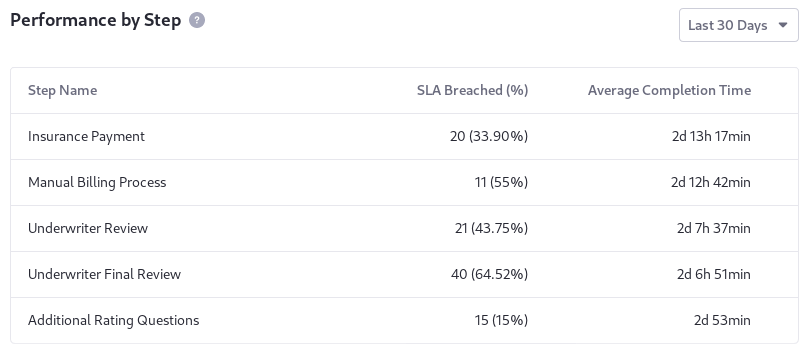 Performance by Step ?
Last 30 Days
Step Name SLA Breached (%) Average Completion Time
Insurance Payment 20 (33.90%) 2d 13h 17min
Manual Billing Process 11 (55%) 2d 12h 42min
Underwriter Review 21 (43.75%) 2d 7h 37min
Underwriter Final Review 40 (64.52%) 2d 6h 51min
Additional Rating Questions 15 (15%) 2d 53min